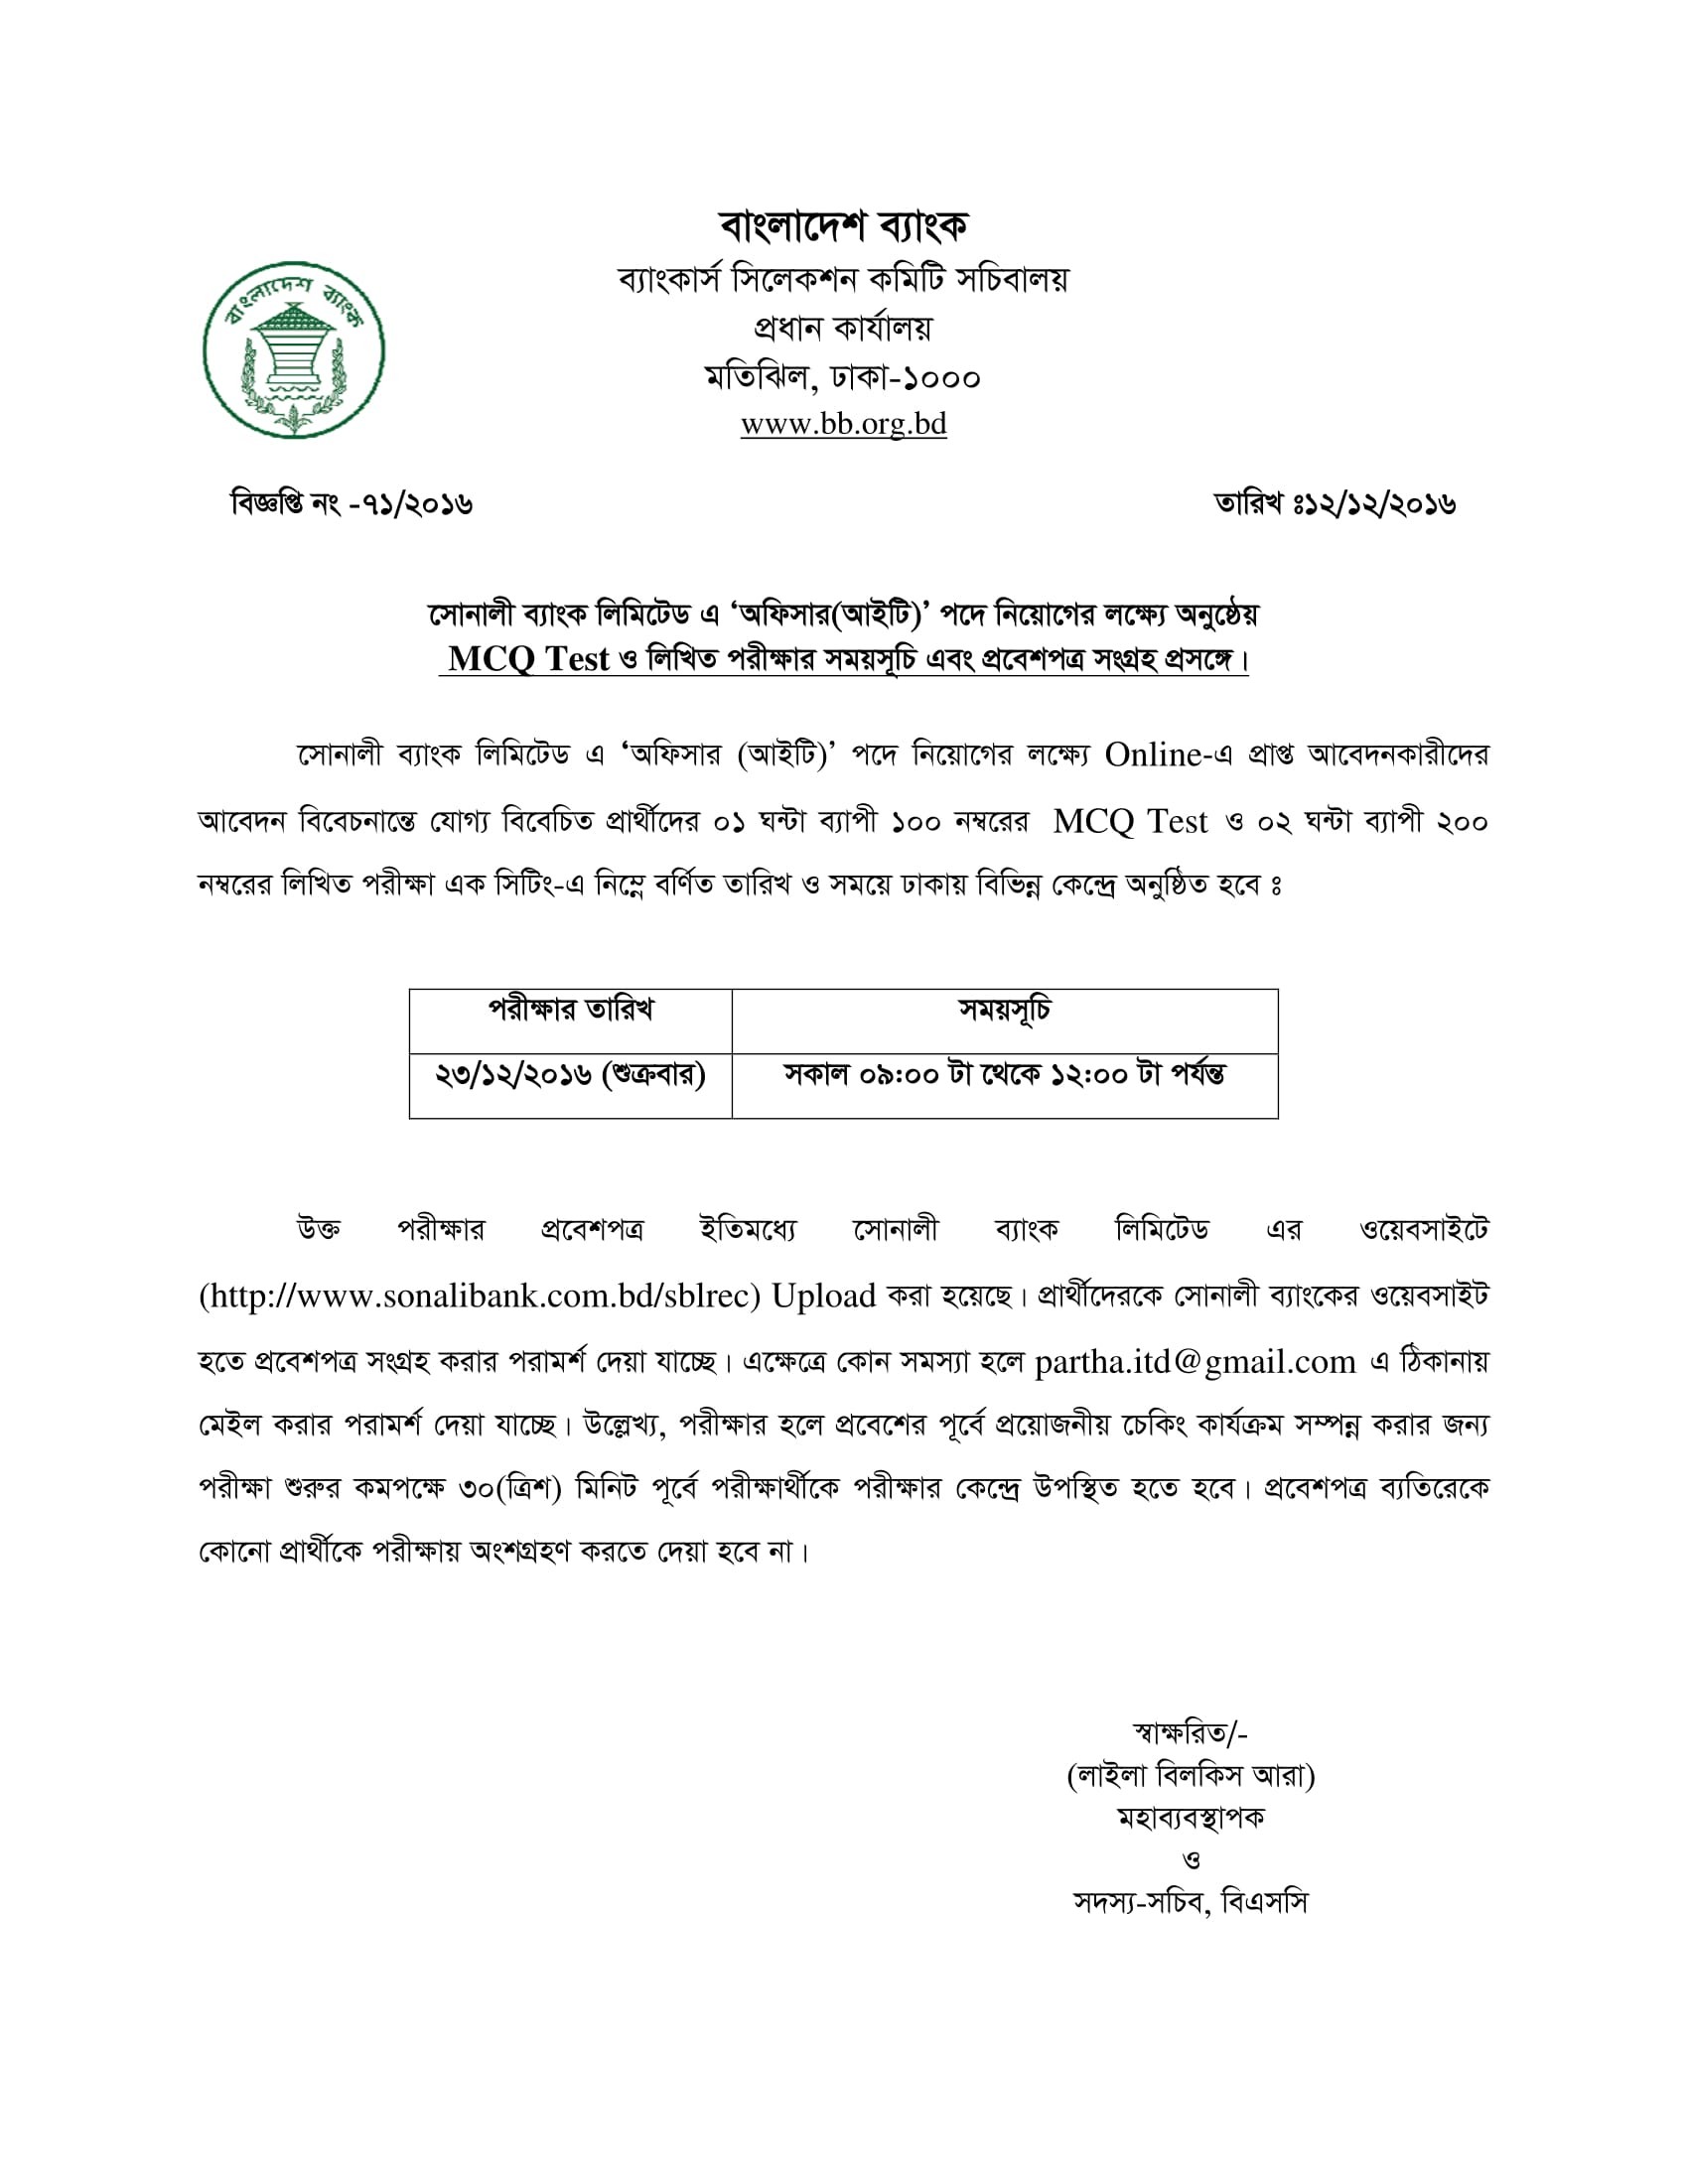 বাংলাদেশ ব্যাংক
ব্যাংকার্স সিলেকশন কমিটি সচিবালয়
প্রধান কার্যালয়
মতিঝিল, ঢাকা-১০০০
www.bb.org.bd
বাংলাদেশ ব্যাংক
বিজ্ঞপ্তি নং -৭১/২০১৬ তারিখ ঃ১২/১২/২০১৬
সোনালী ব্যাংক লিমিটেড এ ‘অফিসার(আইটি)’ পদে নিয়োগের লক্ষ্যে অনুষ্ঠেয়
MCQ Test ও লিখিত পরীক্ষার সময়সূচি এবং প্রবেশপত্র সংগ্রহ প্রসঙ্গে।
সোনালী ব্যাংক লিমিটেড এ ‘অফিসার (আইটি)’ পদে নিয়োগের লক্ষ্যে Online-এ প্রাপ্ত আবেদনকারীদের
আবেদন বিবেচনান্তে যোগ্য বিবেচিত প্রার্থীদের ০১ ঘন্টা ব্যাপী ১০০ নম্বরের MCQ Test ও ০২ ঘন্টা ব্যাপী ২০০
নম্বরের লিখিত পরীক্ষা এক সিটিং-এ নিম্নে বর্ণিত তারিখ ও সময়ে ঢাকায় বিভিন্ন কেন্দ্রে অনুষ্ঠিত হবে ঃ
পরীক্ষার তারিখ সময়সূচি
২৩/১২/২০১৬ (শুক্রবার) সকাল ০৯:০০ টা থেকে ১২:০০ টা পর্যন্ত
উক্ত পরীক্ষার প্রবেশপত্র ইতিমধ্যে সোনালী ব্যাংক লিমিটেড এর ওয়েবসাইটে
(http://www.sonalibank.com.bd/sblrec) Upload করা হয়েছে। প্রার্থীদেরকে সোনালী ব্যাংকের ওয়েবসাইট
হতে প্রবেশপত্র সংগ্রহ করার পরামর্শ দেয়া যাচ্ছে। এক্ষেত্রে কোন সমস্যা হলে partha.itd@gmail.com এ ঠিকানায়
মেইল করার পরামর্শ দেয়া যাচ্ছে। উল্লেখ্য, পরীক্ষার হলে প্রবেশের পূর্বে প্রয়োজনীয় চেকিং কার্যক্রম সম্পন্ন করার জন্য
পরীক্ষা শুরুর কমপক্ষে ৩০(ত্রিশ) মিনিট পূর্বে পরীক্ষার্থীকে পরীক্ষার কেন্দ্রে উপস্থিত হতে হবে। প্রবেশপত্র ব্যতিরেকে
কোনো প্রার্থীকে পরীক্ষায় অংশগ্রহণ করতে দেয়া হবে না।
স্বাক্ষরিত/-
(লাইলা বিলকিস আরা)
মহাব্যবস্থাপক
ও
সদস্য-সচিব, বিএসসি